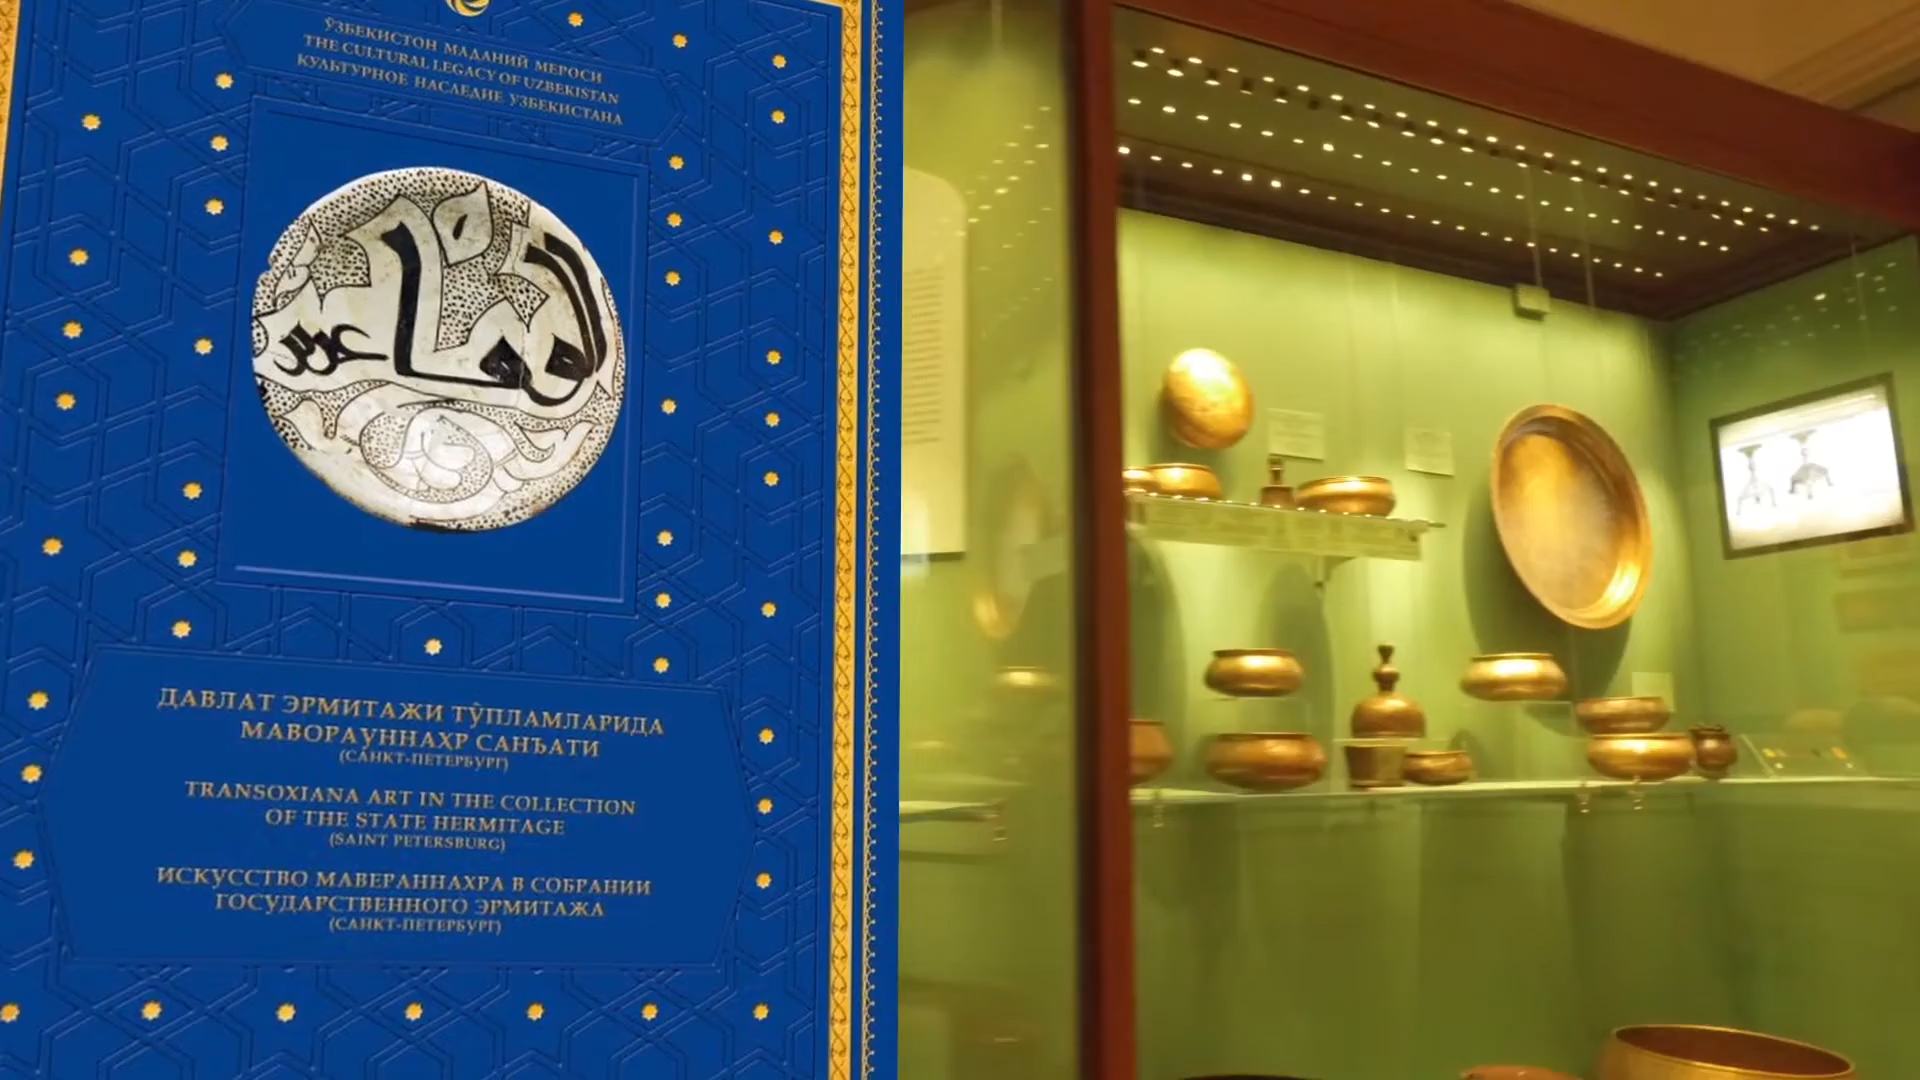 ЎЗБЕКИСТОН МАДАНИЙ МЕРОСИ
THE CULTURAL LEGACY OF UZBEKISTAN
КУЛЬТУРНОЕ НАСЛЕДИЕ УЗБЕКИСТАНА
ДАВЛАТ ЭРМИТАЖИ ТЎПЛАМЛАРИДА
МАВОРАУННАХР САНЪАТИ
(САНКТ-ПЕТЕРБУРГ)
TRANSOXIANA ART IN THE COLLECTION
OF THE STATE HERMITAGE
(SAINT PETERSBURG)
ИСКУССТВО МАВЕРАННАХРА В СОБРАНИИ
ГОСУДАРСТВЕННОГО ЭРМИТАЖА
(САНКТ-ПЕТЕРБУРГ)